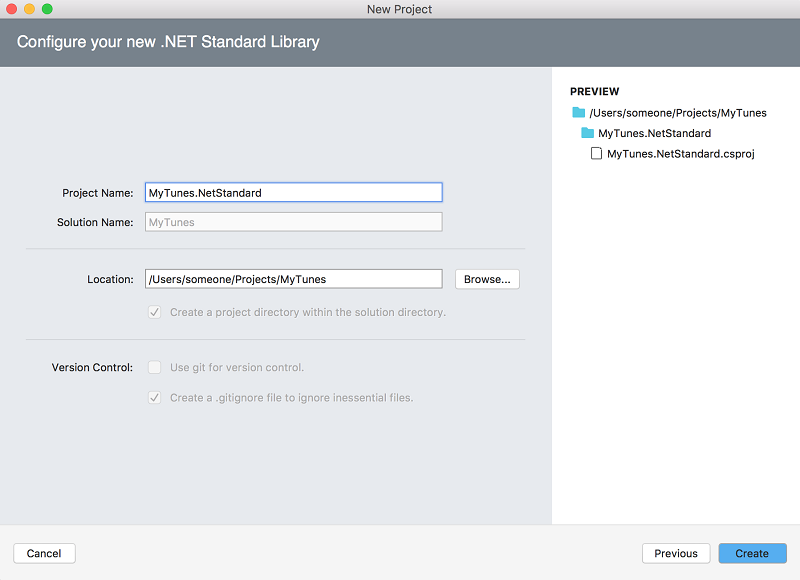 New Project
Configure your new .NET Standard Library
PREVIEW
/Users/someone/Projects/MyTunes
MyTunes.NetStandard
MyTunes.NetStandard.csproj
Project Name: MyTunes.NetStandard
Solution Name: MyTunes
Location: /Users/someone/Projects/MyTunes Browse...
Create a project directory within the solution directory.
Version Control: Use git for version control.
Create a .gitignore file to ignore inessential files.
Cancel Previous Create